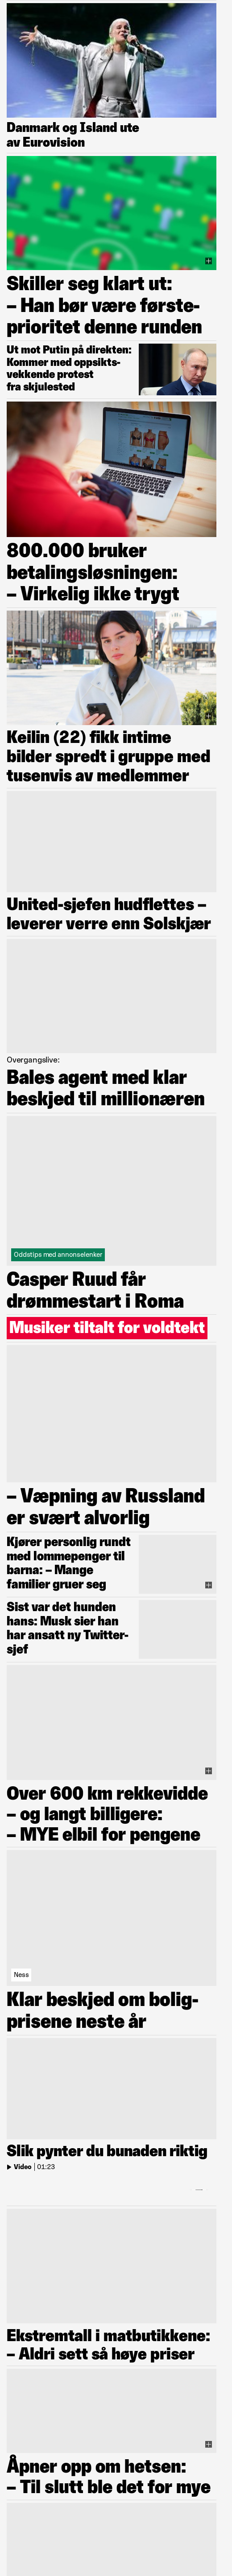 Danmark og Island ute
av Eurovision
Skiller seg klart ut:
– Han bør være første-
prioritet denne runden
Ut mot Putin på direkten:
Kommer med oppsikts-
vekkende protest
fra skjulested
800.000 bruker
betalingsløsningen:
– Virkelig ikke trygt
Keilin (22) fikk intime
bilder spredt i gruppe med
tusenvis av medlemmer
United-sjefen hudflettes –
leverer verre enn Solskjær
Overgangslive:
Bales agent med klar
beskjed til millionæren
Oddstips med annonselenker
Casper Ruud får
drømmestart i Roma
Musiker tiltalt for voldtekt
– Væpning av Russland
er svært alvorlig
Kjører personlig rundt
med lommepenger til
barna: – Mange
familier gruer seg
Sist var det hunden
hans: Musk sier han
har ansatt ny Twitter-
sjef
Over 600 km rekkevidde
– og langt billigere:
– MYE elbil for pengene
Ness
Klar beskjed om bolig-
prisene neste år
Slik pynter du bunaden riktig
Video | 01:23
Ekstremtall i matbutikkene:
– Aldri sett så høye priser
Åpner opp om hetsen:
– Til slutt ble det for mye